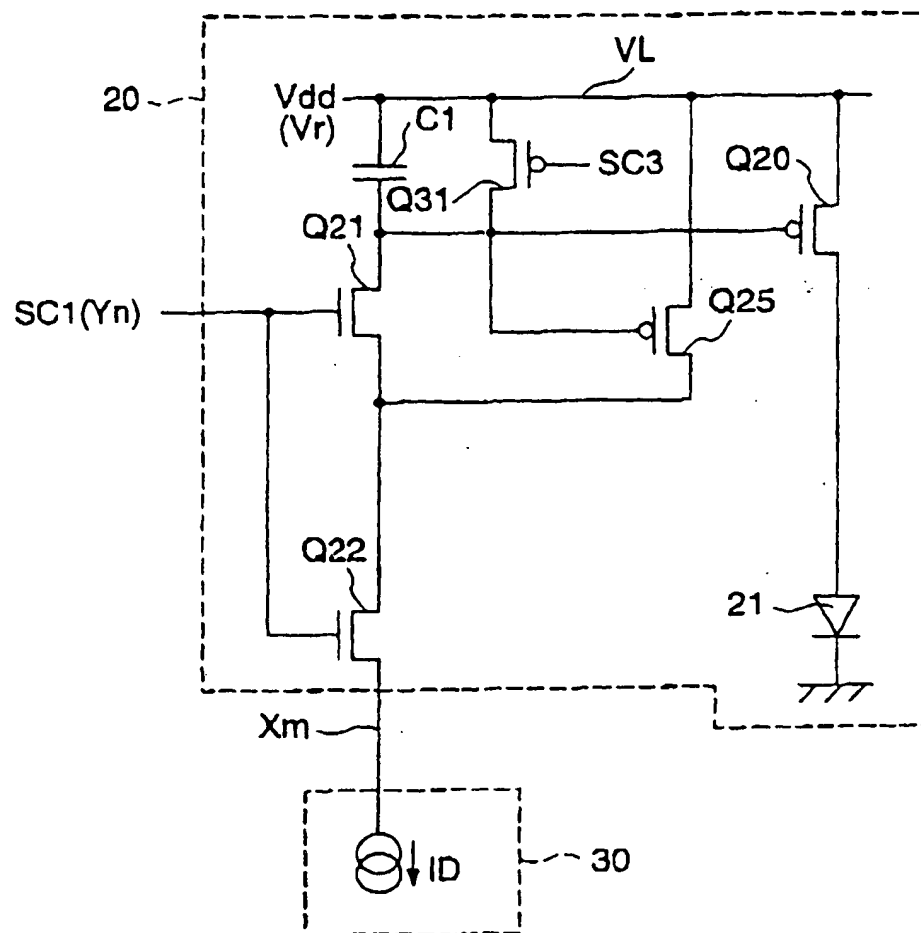 VL
20
Vdd
(Vr)
C1
Q31
SC3
Q20
Q21
SC1(Yn)
Q25
Q22
21
Xm
ID
30